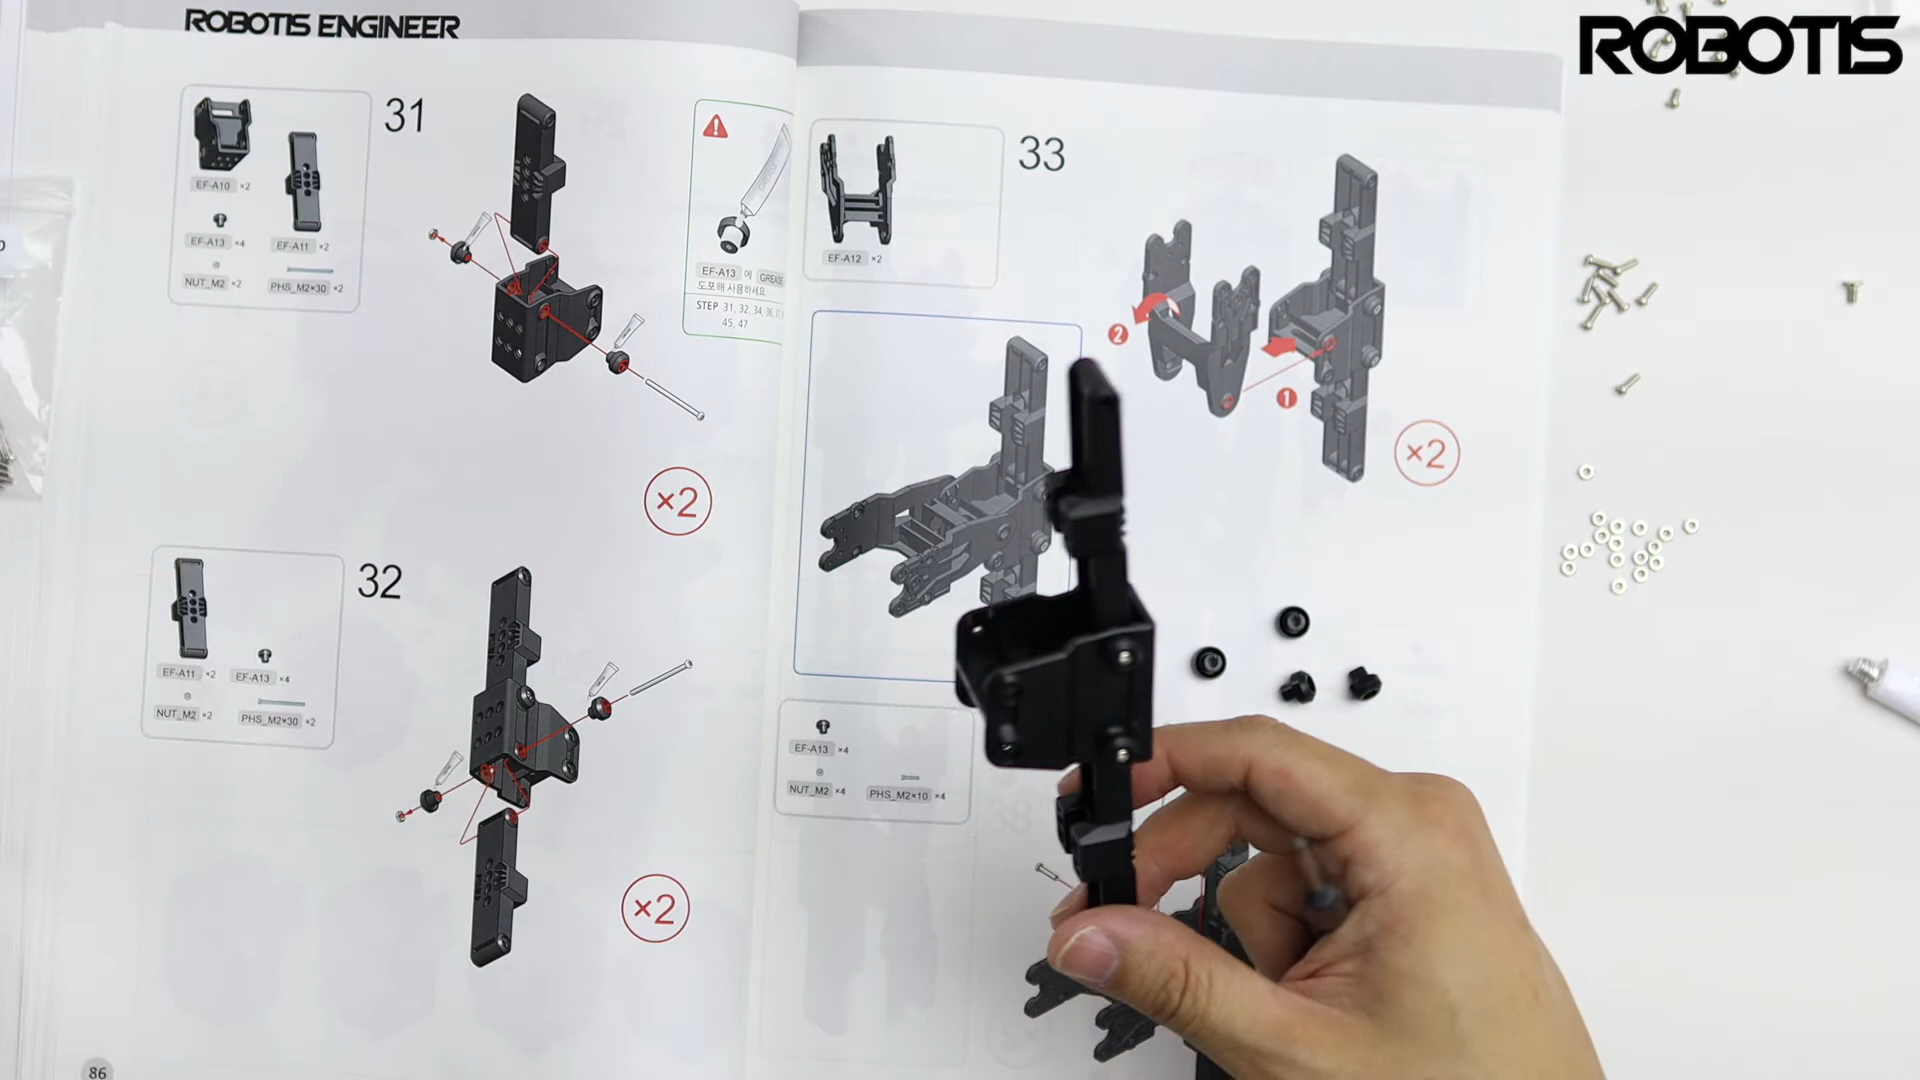 ROBOTIS ENGINEER
ROBOTIS
31
EF-A10 ×2
EF-A13 ×4
EF-A11 ×2
NUT_M2 ×2
PHS_M2×30 ×2
×2
EF-A13 에 GREASE
도포해 사용하세요.
STEP 31, 32, 34, 36, 37
45, 47
32
EF-A11 ×2
EF-A13 ×4
NUT_M2 ×2
PHS_M2×30 ×2
×2
86
33
EF-A12 ×2
2
1
×2
EF-A13 ×4
NUT_M2 ×4
PHS_M2×10 ×4